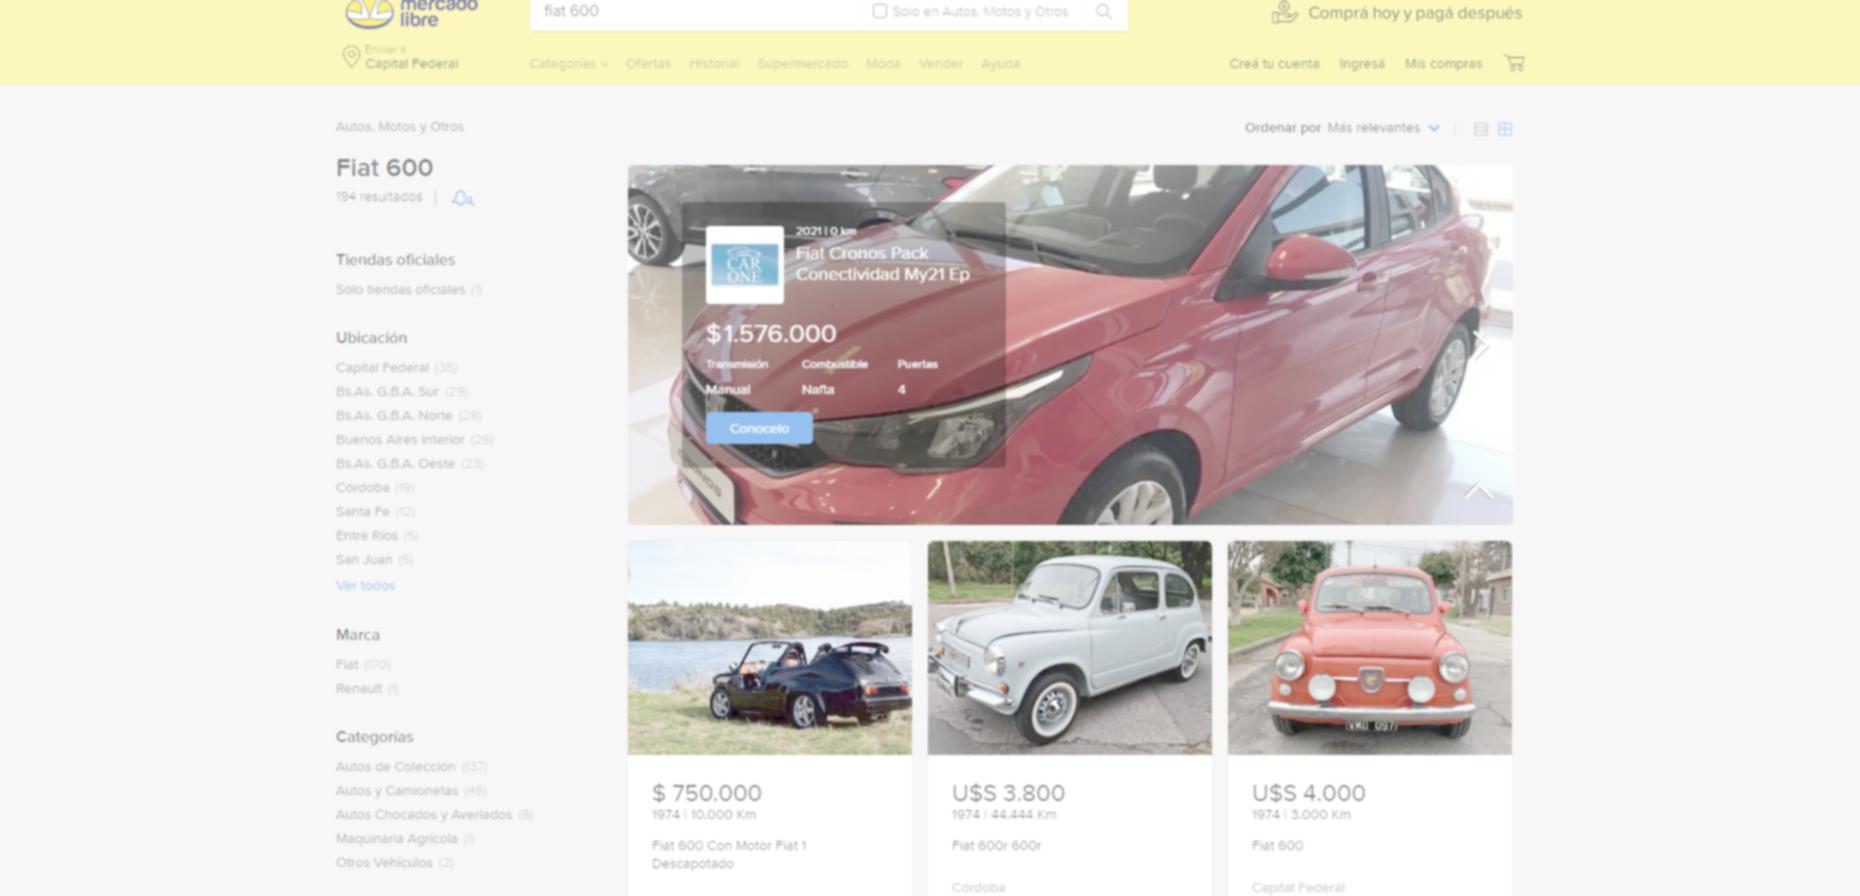 mercado
libre
fiat 600
Solo en Autos, Motos y Otros
Comprá hoy y pagá después
Enviar a
Capital Federal
Categorías
Ofertas
Historial
Supermercado
Moda
Vender
Ayuda
Creá tu cuenta
Ingresá
Mis compras
Autos, Motos y Otros
Ordenar por Más relevantes
Fiat 600
194 resultados
Tiendas oficiales
Solo tiendas oficiales (1)
Ubicación
Capital Federal (35)
Bs.As. G.B.A. Sur (29)
Bs.As. G.B.A. Norte (28)
Buenos Aires Interior (26)
Bs.As. G.B.A. Oeste (23)
Córdoba (19)
Santa Fe (12)
Entre Ríos (5)
San Juan (5)
Ver todos
Marca
Fiat (170)
Renault (1)
Categorías
Autos de Colección (137)
Autos y Camionetas (46)
Autos Chocados y Averiados (8)
Maquinaria Agrícola (1)
Otros Vehículos (2)
CAR
ONE
2021 | 0 km
Fiat Cronos Pack
Conectividad My21 Ep
$1.576.000
Transmisión Combustible Puertas
Manual Nafta 4
Conocelo
CRONOS
VMU 097
$ 750.000
1974 | 10.000 Km
Fiat 600 Con Motor Fiat 1
Descapotado
U$S 3.800
1974 | 44.444 Km
Fiat 600r 600r
Córdoba
U$S 4.000
1974 | 3.000 Km
Fiat 600
Capital Federal